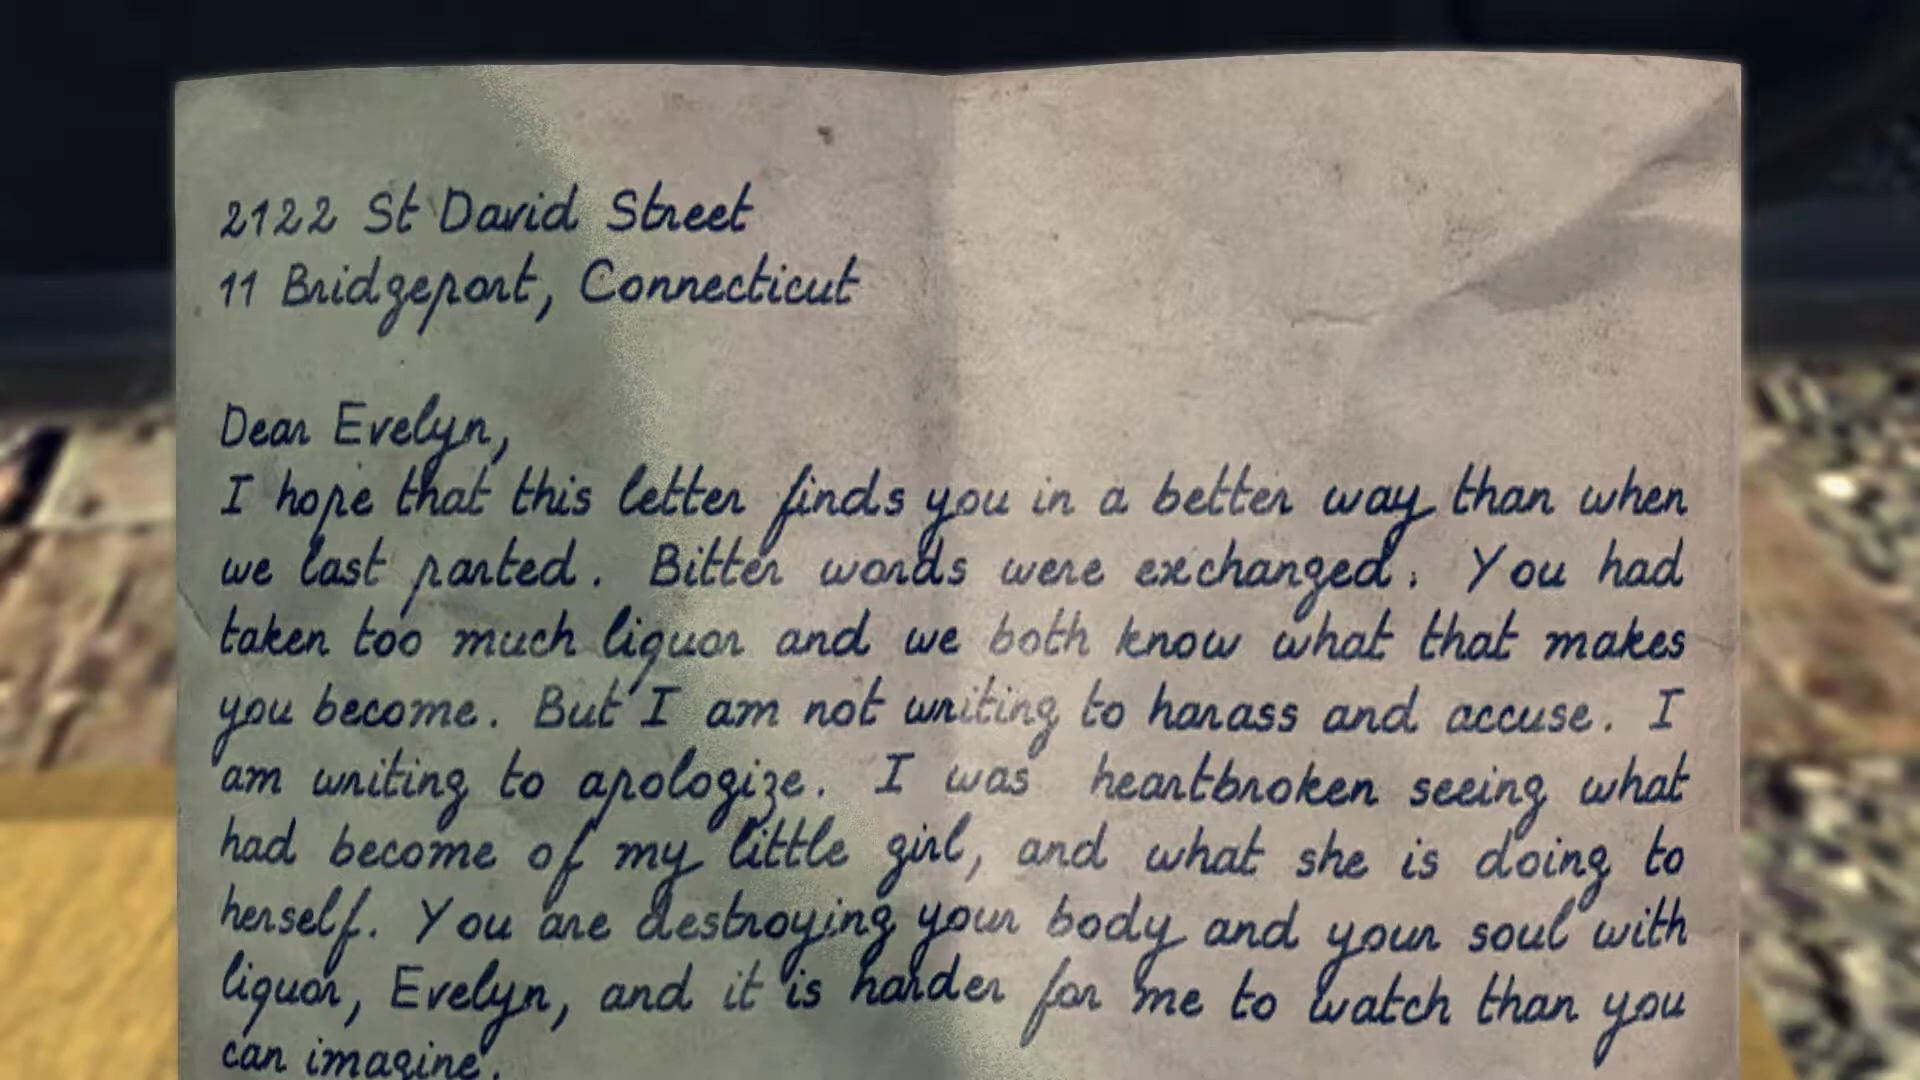 2122 St David Street
11 Bridgeport, Connecticut
Dear Evelyn,
I hope that this letter finds you in a better way than when
we last parted. Bitter words were exchanged. You had
taken too much liquor and we both know what that makes
you become. But I am not writing to harass and accuse. I
am writing to apologize. I was heartbroken seeing what
had become of my little girl, and what she is doing to
herself. You are destroying your body and your soul with
liquor, Evelyn, and it is harder for me to watch than you
can imagine.